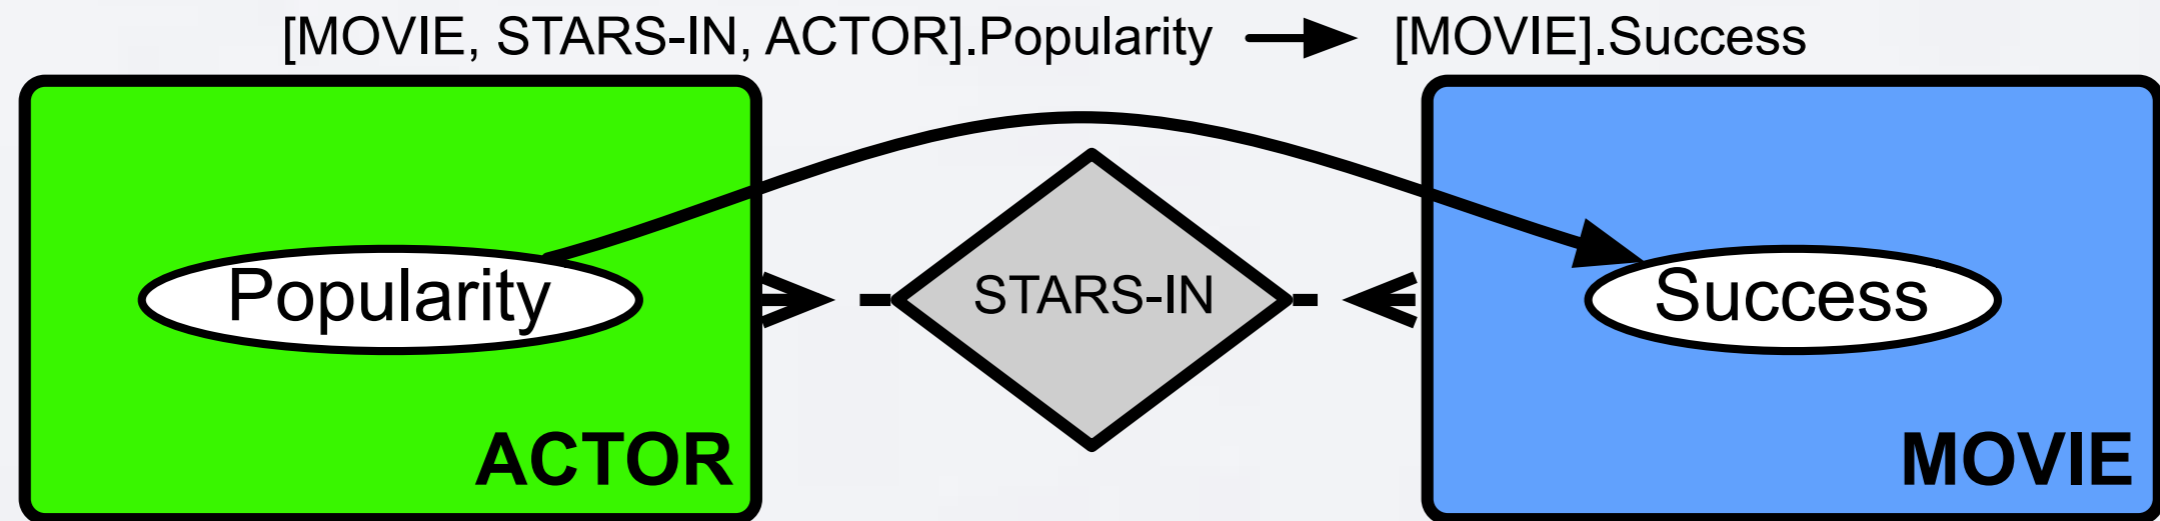 [MOVIE, STARS-IN, ACTOR].Popularity → [MOVIE].Success
Popularity
STARS-IN
Success
ACTOR
MOVIE